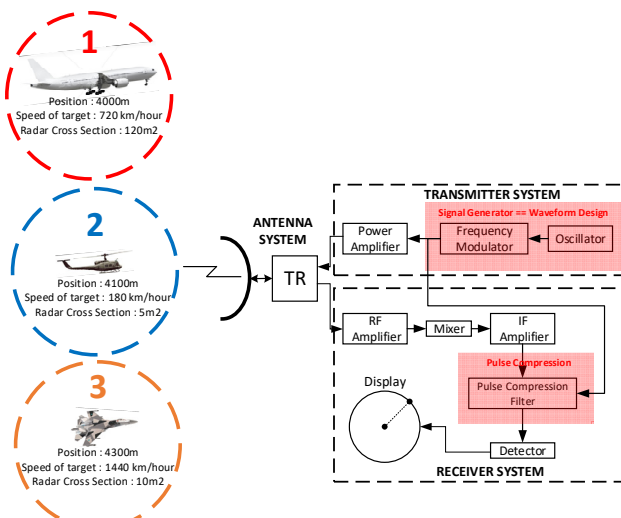 1
Position : 4000m
Speed of target : 720 km/hour
Radar Cross Section : 120m2
2
Position : 4100m
Speed of target : 180 km/hour
Radar Cross Section : 5m2
3
Position : 4300m
Speed of target : 1440 km/hour
Radar Cross Section : 10m2
ANTENNA
SYSTEM
TR
TRANSMITTER SYSTEM
Signal Generator == Waveform Design
Power
Amplifier
Frequency
Modulator
Oscillator
RF
Amplifier
Mixer
IF
Amplifier
Pulse Compression
Pulse Compression
Filter
Display
Detector
RECEIVER SYSTEM